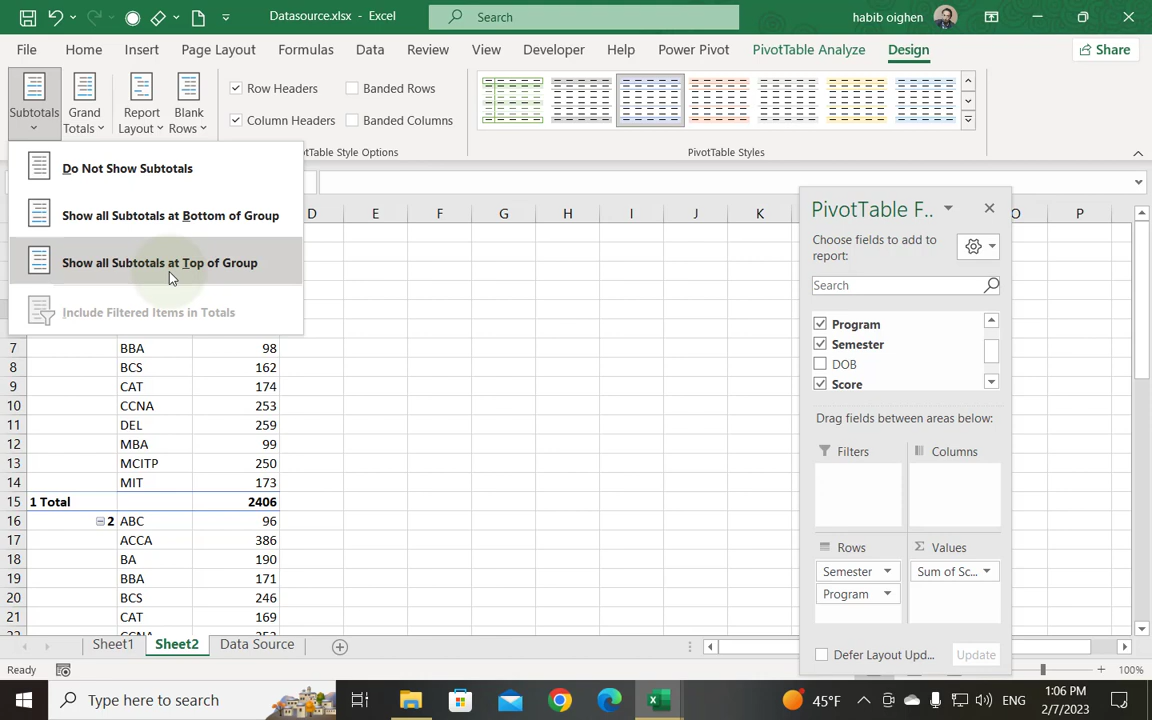 Datasource.xlsx - Excel
Search
habib oighen
File Home Insert Page Layout Formulas Data Review View Developer Help Power Pivot PivotTable Analyze Design Share
Subtotals
Grand Totals
Report Layout
Blank Rows
Row Headers
Banded Rows
Column Headers
Banded Columns
PivotTable Style Options
PivotTable Styles
Do Not Show Subtotals
Show all Subtotals at Bottom of Group
Show all Subtotals at Top of Group
Include Filtered Items in Totals
D E F G H I J K O P
7 BBA 98
8 BCS 162
9 CAT 174
10 CCNA 253
11 DEL 259
12 MBA 99
13 MCITP 250
14 MIT 173
15 1 Total 2406
16 2 ABC 96
17 ACCA 386
18 BA 190
19 BBA 171
20 BCS 246
21 CAT 169
PivotTable F..
Choose fields to add to
report:
Search
Program
Semester
DOB
Score
Drag fields between areas below:
Filters
Columns
Rows
Values
Semester
Sum of Sc...
Program
Defer Layout Upd...
Update
Sheet1 Sheet2 Data Source
Ready
100%
Type here to search
45°F
ENG
1:06 PM
2/7/2023